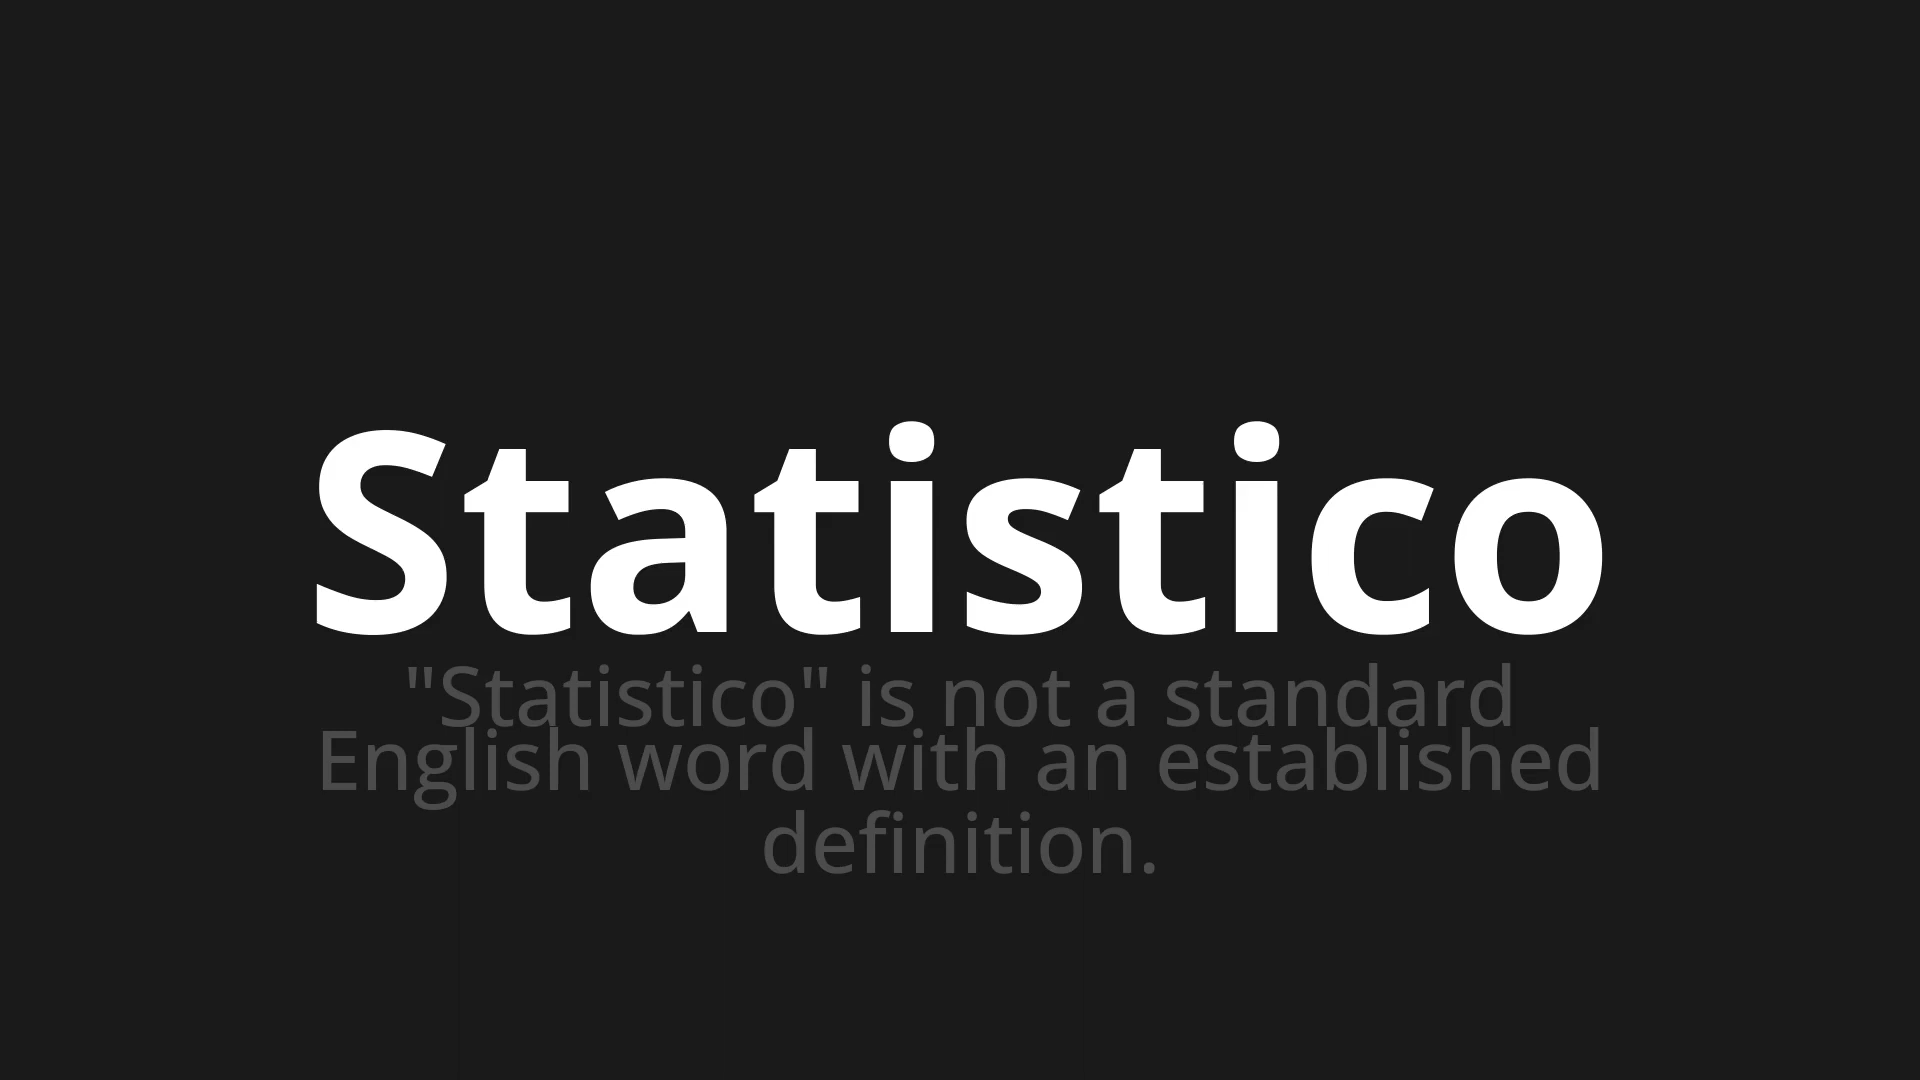 Statistico
"Statistico" is not a standard
English word with an established
definition.